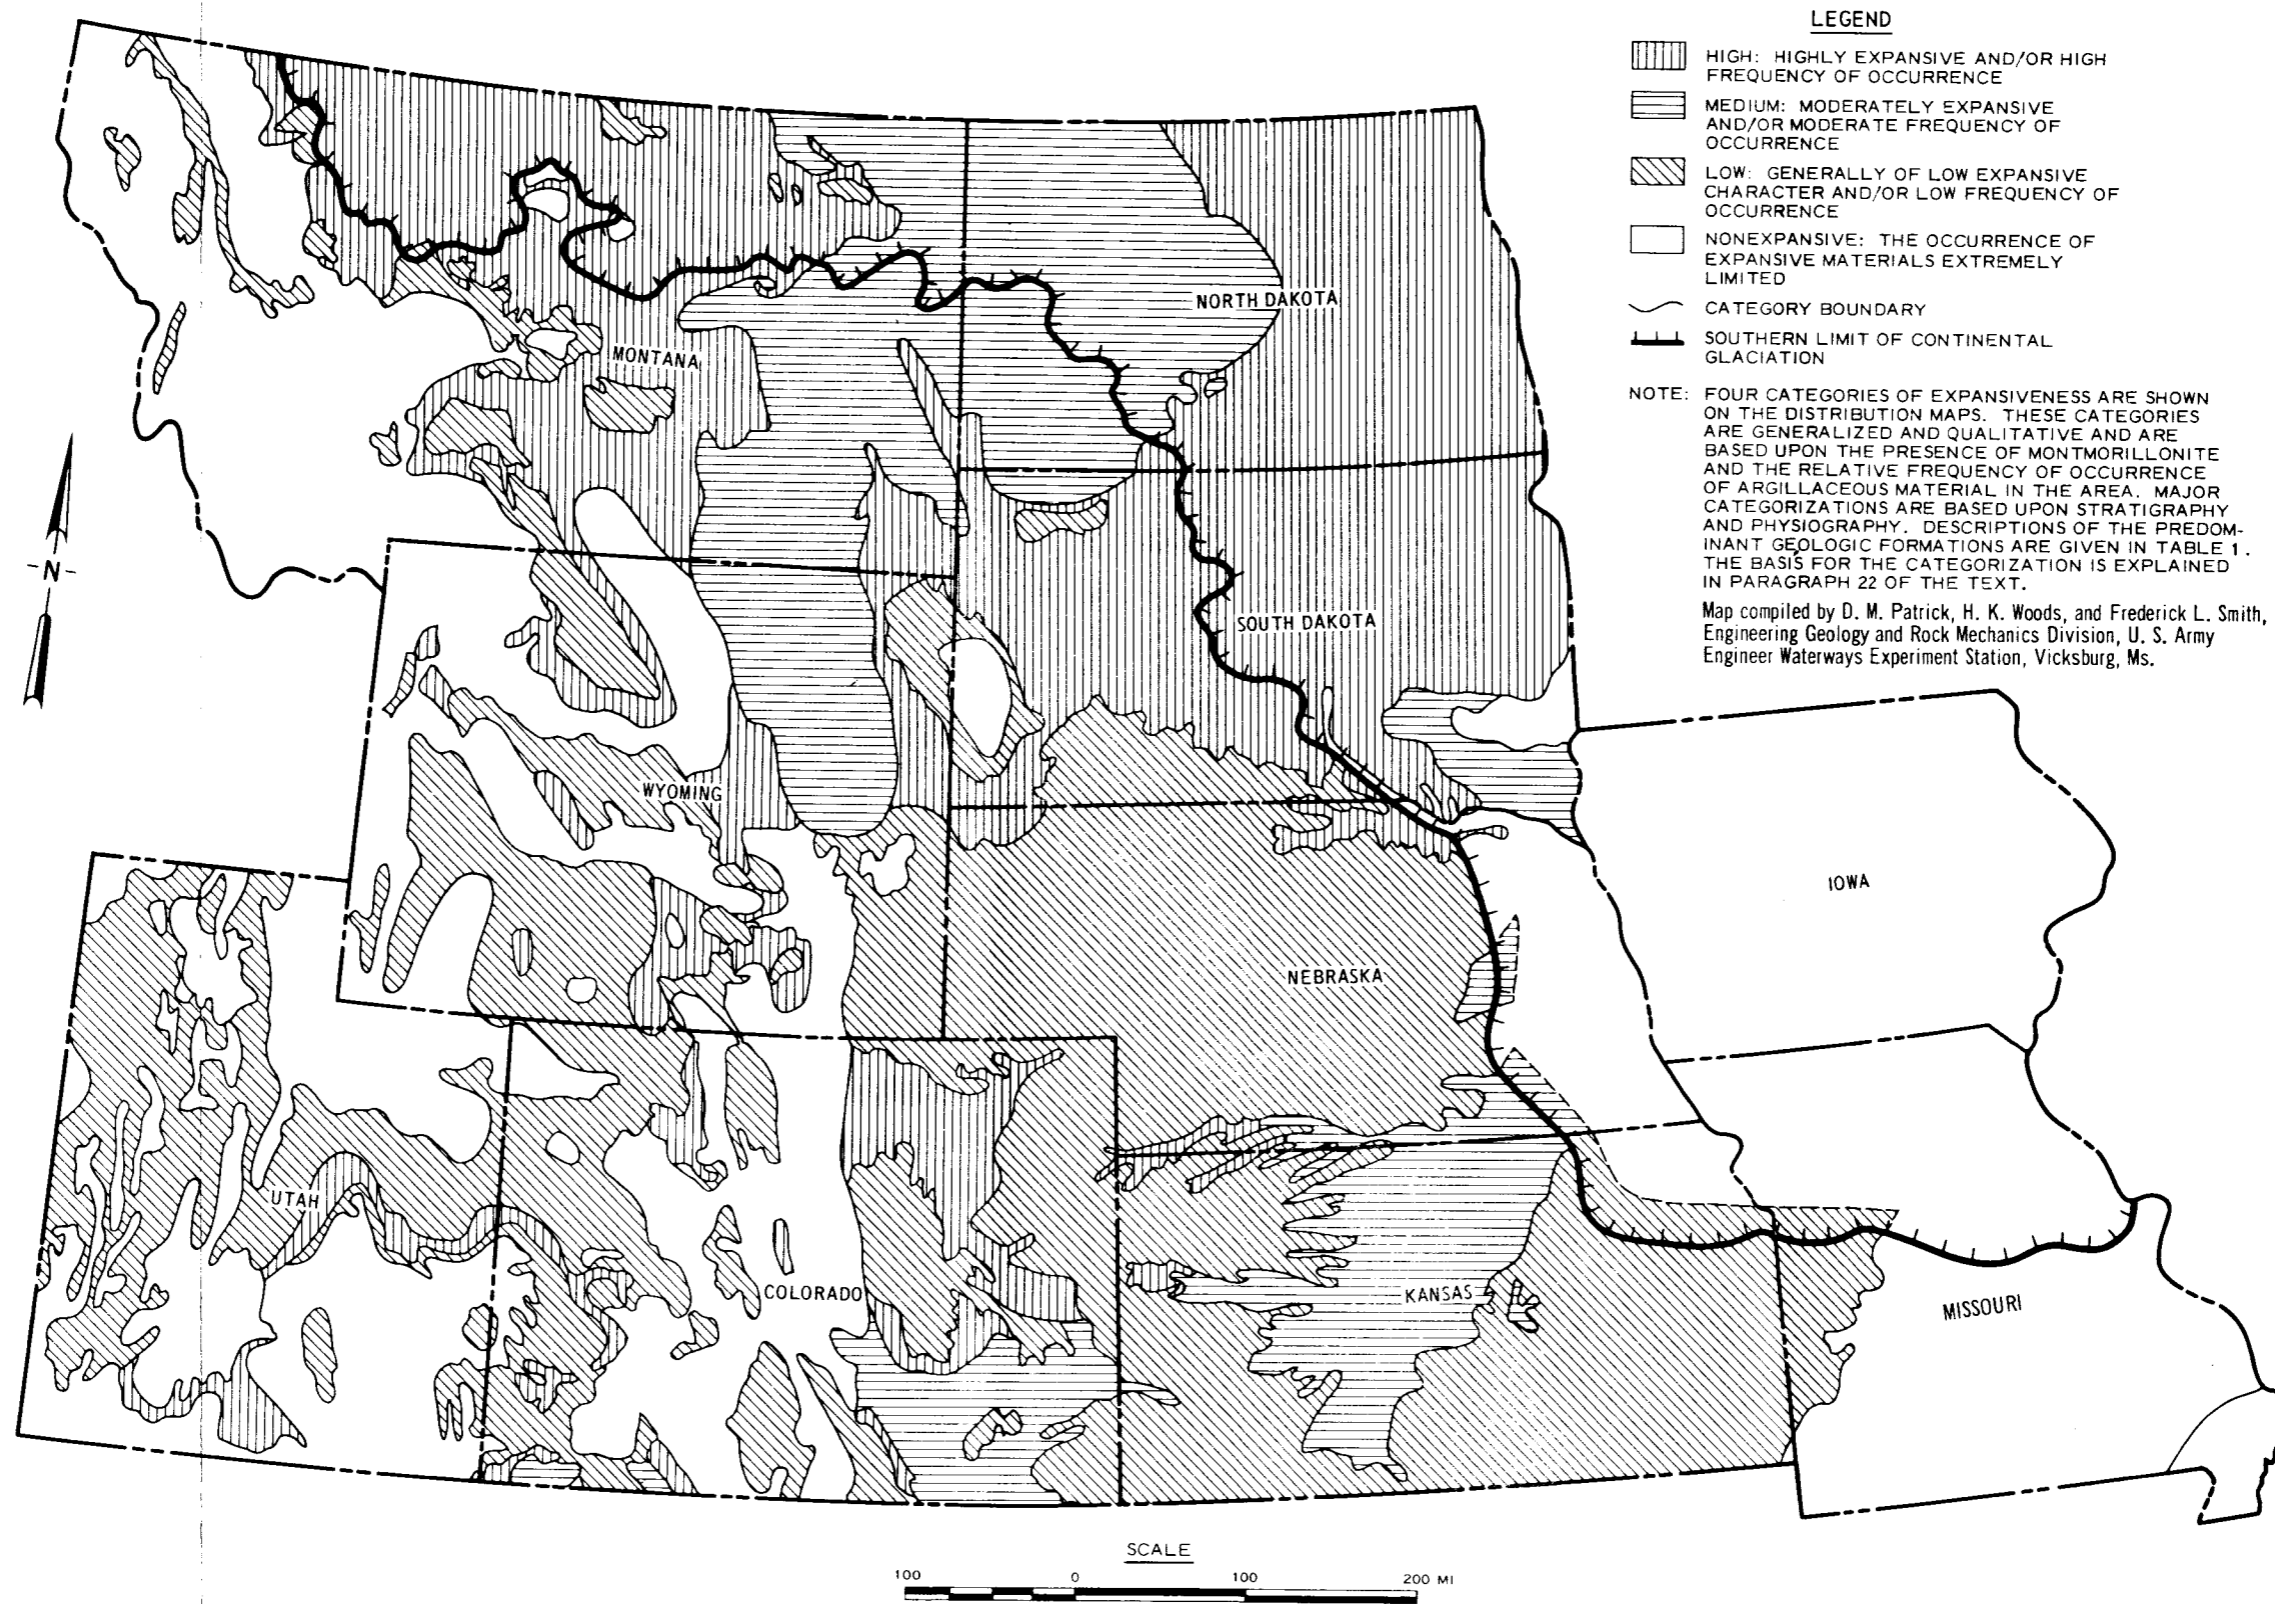 LEGEND
HIGH: HIGHLY EXPANSIVE AND/OR HIGH
FREQUENCY OF OCCURRENCE
MEDIUM: MODERATELY EXPANSIVE
AND/OR MODERATE FREQUENCY OF
OCCURRENCE
LOW: GENERALLY OF LOW EXPANSIVE
CHARACTER AND/OR LOW FREQUENCY OF
OCCURRENCE
NONEXPANSIVE: THE OCCURRENCE OF
EXPANSIVE MATERIALS EXTREMELY
LIMITED
CATEGORY BOUNDARY
SOUTHERN LIMIT OF CONTINENTAL
GLACIATION
NOTE: FOUR CATEGORIES OF EXPANSIVENESS ARE SHOWN
ON THE DISTRIBUTION MAPS. THESE CATEGORIES
ARE GENERALIZED AND QUALITATIVE AND ARE
BASED UPON THE PRESENCE OF MONTMORILLONITE
AND THE RELATIVE FREQUENCY OF OCCURRENCE
OF ARGILLACEOUS MATERIAL IN THE AREA. MAJOR
CATEGORIZATIONS ARE BASED UPON STRATIGRAPHY
AND PHYSIOGRAPHY. DESCRIPTIONS OF THE PREDOM-
INANT GEOLOGIC FORMATIONS ARE GIVEN IN TABLE 1.
THE BASIS FOR THE CATEGORIZATION IS EXPLAINED
IN PARAGRAPH 22 OF THE TEXT.
Map compiled by D. M. Patrick, H. K. Woods, and Frederick L. Smith,
Engineering Geology and Rock Mechanics Division, U. S. Army
Engineer Waterways Experiment Station, Vicksburg, Ms.
NORTH DAKOTA
MONTANA
N
SOUTH DAKOTA
WYOMING
IOWA
NEBRASKA
UTAH
COLORADO
KANSAS
MISSOURI
SCALE
100 0 100 200 MI